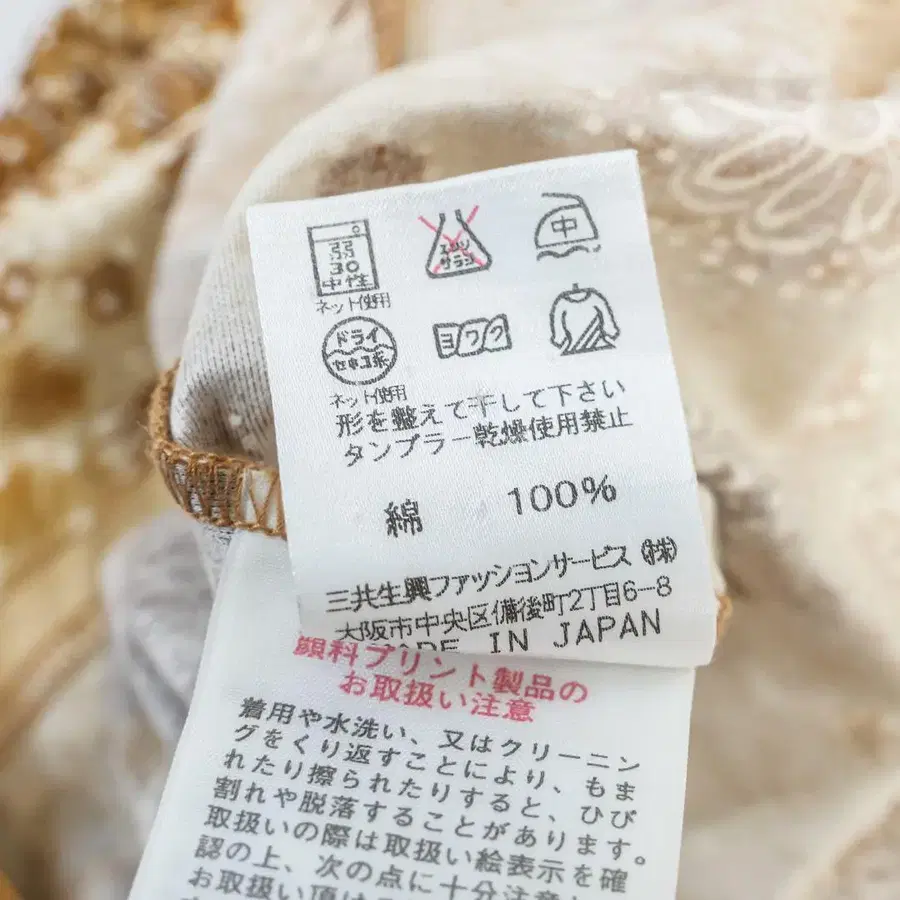 弱
30
中性
ネット使用
エンソ
サラシ
中
ドライ
セキユ系
ネット使用
ヨワク
形を整えて干して下さい
タンブラー乾燥使用禁止
綿 100%
三共生興ファッションサービス(株)
大阪市中央区備後町2丁目6-8
MADE IN JAPAN
顔料プリント製品の
お取扱い注意
着用や水洗い、又はクリーニン
グをくり返すことにより、もま
れたり擦られたりすると、ひび
割れや脱落することがあります。
取扱いの際は取扱い絵表示を確
認の上、次の点に十分注意
お取扱い頂け